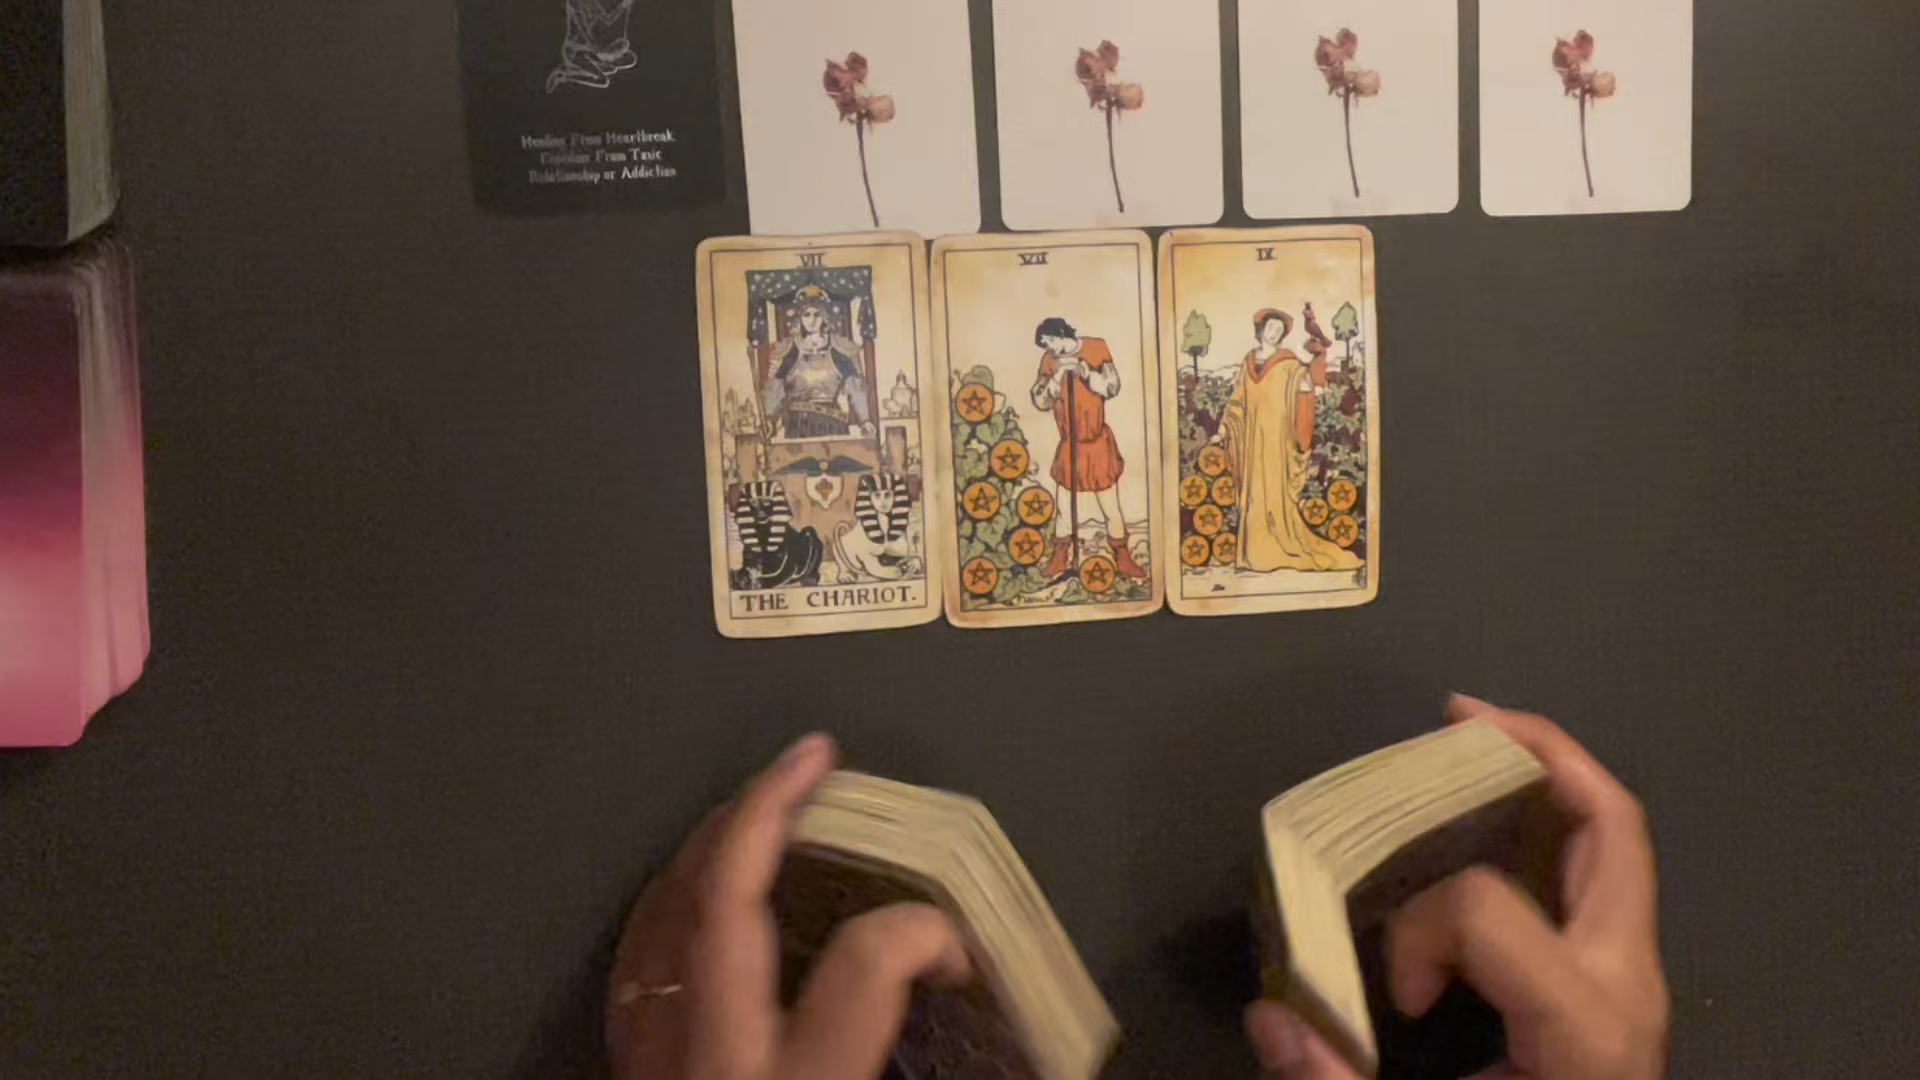 Healing From Heartbreak
Freedom From Toxic
Relationship or Addiction
VII
VII
IX
THE CHARIOT.